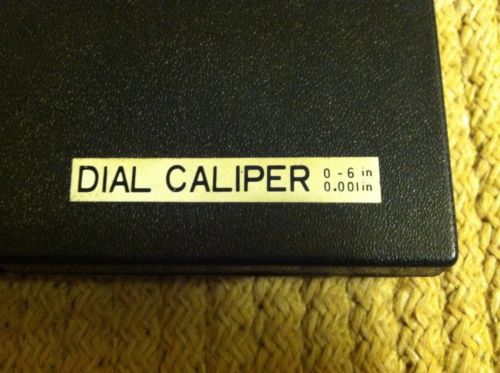 DIAL CALIPER 0 - 6 in
0.001in